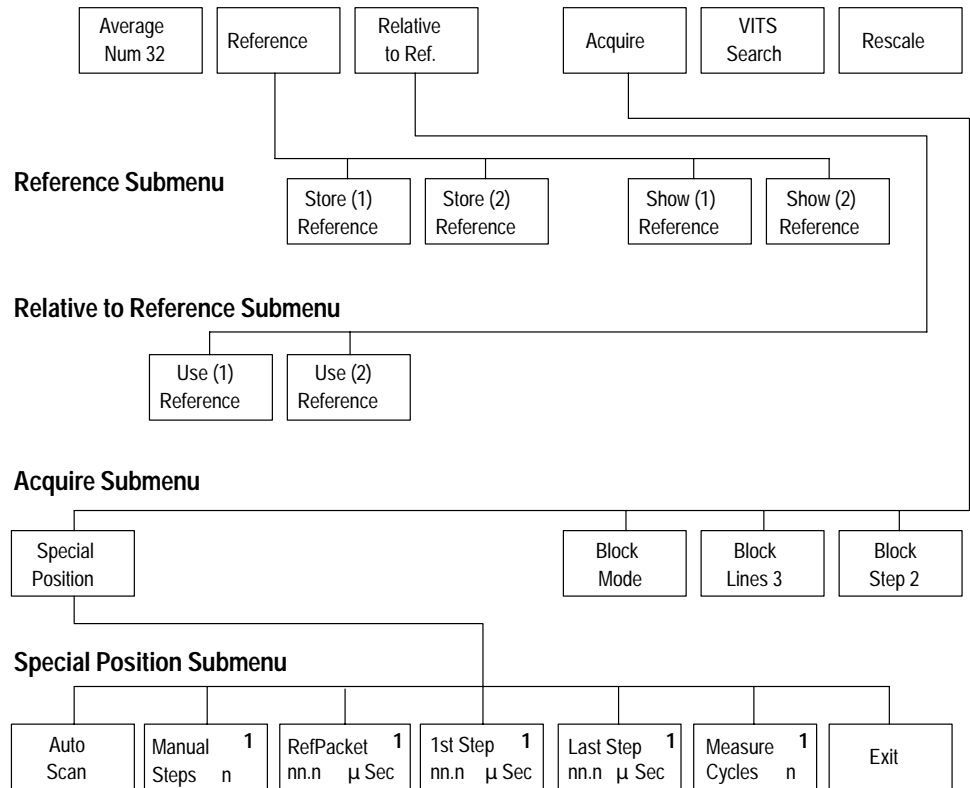 Average
Num 32
Reference
Relative
to Ref.
Acquire
VITS
Search
Rescale
Reference Submenu
Store (1)
Reference
Store (2)
Reference
Show (1)
Reference
Show (2)
Reference
Relative to Reference Submenu
Use (1)
Reference
Use (2)
Reference
Acquire Submenu
Special
Position
Block
Mode
Block
Lines 3
Block
Step 2
Special Position Submenu
Auto
Scan
Manual 1
Steps n
RefPacket 1
nn.n μ Sec
1st Step 1
nn.n μ Sec
Last Step 1
nn.n μ Sec
Measure 1
Cycles n
Exit